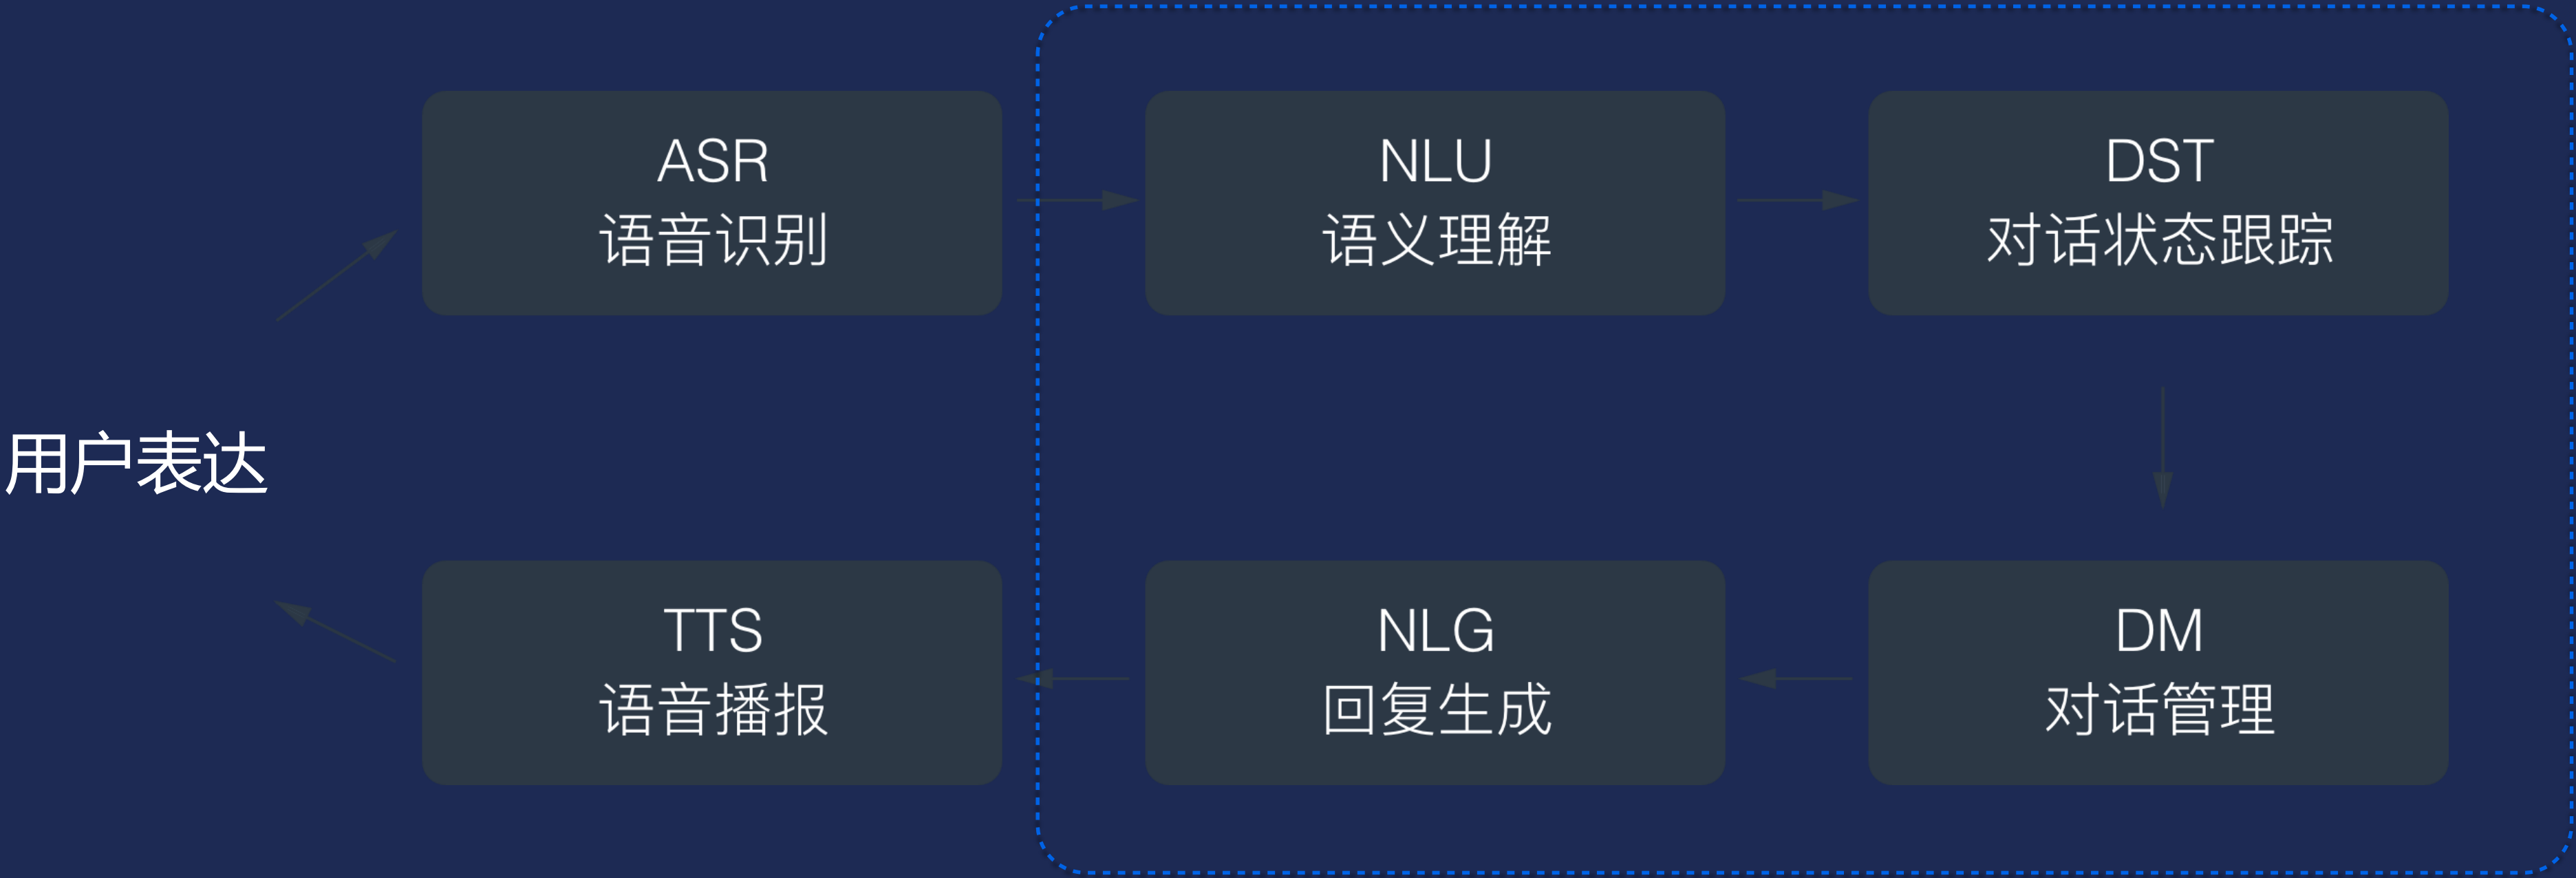 ASR
语音识别
NLU
语义理解
DST
对话状态跟踪
用户表达
TTS
语音播报
NLG
回复生成
DM
对话管理